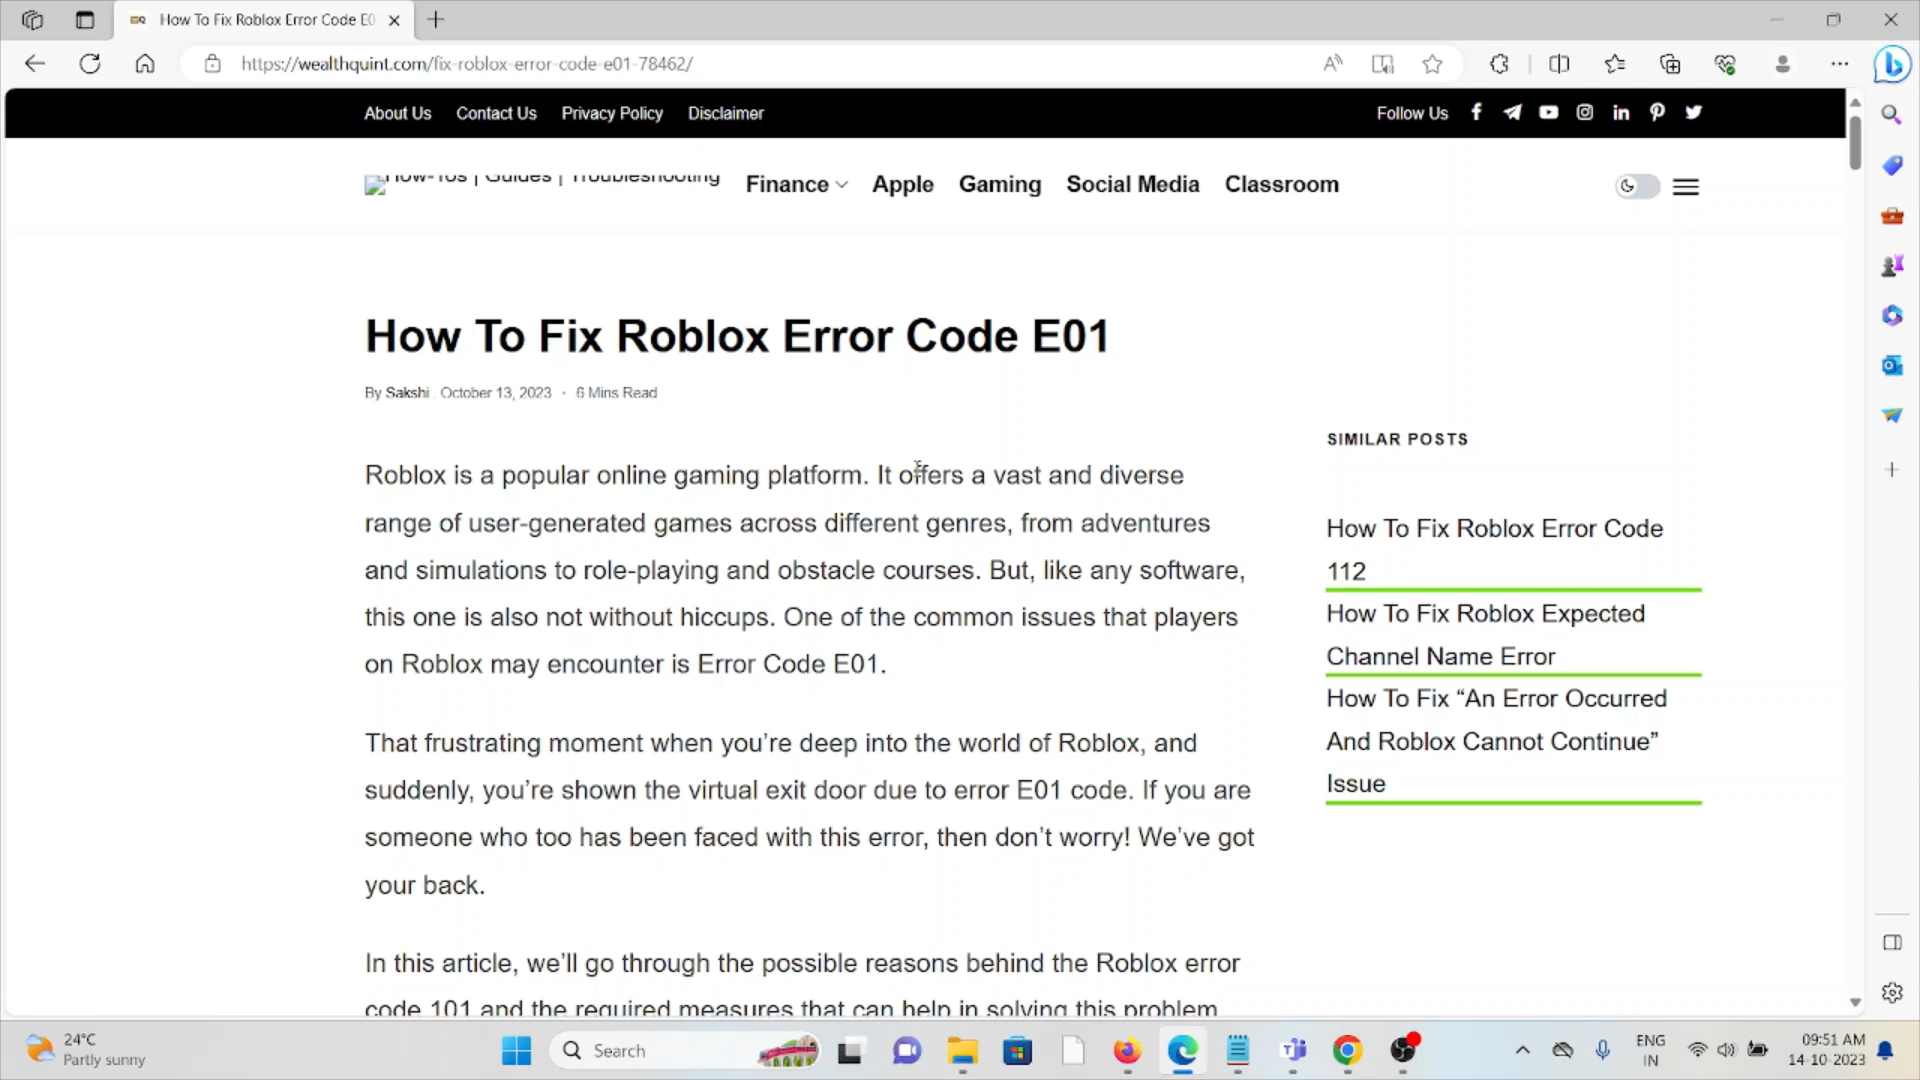 How To Fix Roblox Error Code E0
https://wealthquint.com/fix-roblox-error-code-e01-78462/
About Us Contact Us Privacy Policy Disclaimer Follow Us
How-Tos | Guides | Troubleshooting Finance Apple Gaming Social Media Classroom
How To Fix Roblox Error Code E01
By Sakshi . October 13, 2023 · 6 Mins Read
Roblox is a popular online gaming platform. It offers a vast and diverse
range of user-generated games across different genres, from adventures
and simulations to role-playing and obstacle courses. But, like any software,
this one is also not without hiccups. One of the common issues that players
on Roblox may encounter is Error Code E01.
That frustrating moment when you’re deep into the world of Roblox, and
suddenly, you’re shown the virtual exit door due to error E01 code. If you are
someone who too has been faced with this error, then don’t worry! We’ve got
your back.
In this article, we’ll go through the possible reasons behind the Roblox error
code 101 and the required measures that can help in solving this problem
SIMILAR POSTS
How To Fix Roblox Error Code
112
How To Fix Roblox Expected
Channel Name Error
How To Fix “An Error Occurred
And Roblox Cannot Continue”
Issue
24°C
Partly sunny
Search
ENG
IN
09:51 AM
14-10-2023